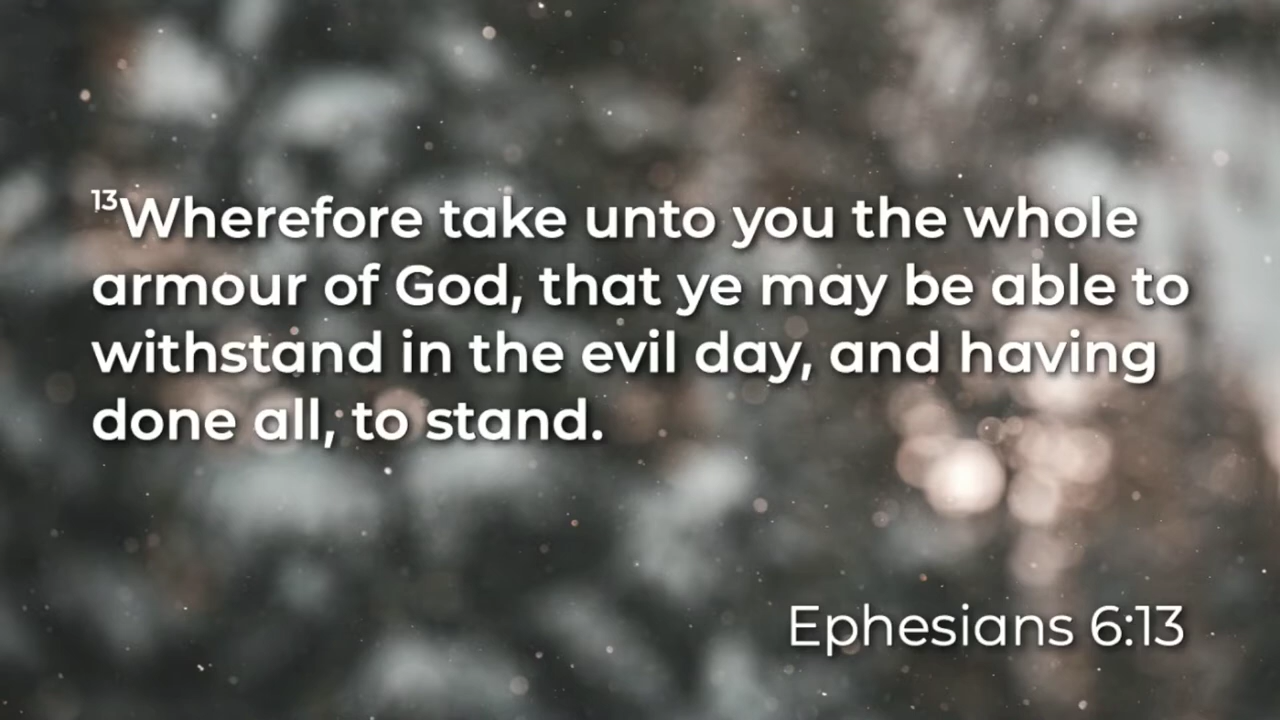 13Wherefore take unto you the whole
armour of God, that ye may be able to
withstand in the evil day, and having
done all, to stand.
Ephesians 6:13